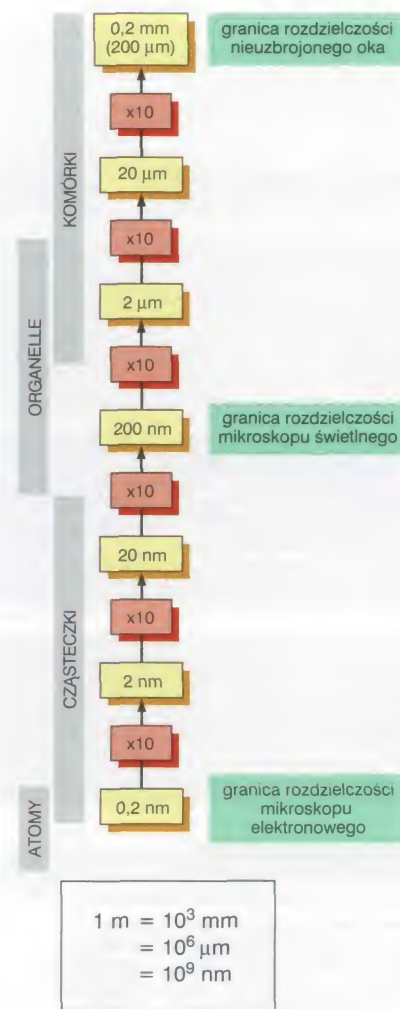 0,2 mm
(200 µm)
granica rozdzielczości
nieuzbrojonego oka
x10
20 µm
x10
2 µm
x10
200 nm
granica rozdzielczości
mikroskopu świetlnego
x10
20 nm
x10
2 nm
x10
0,2 nm
granica rozdzielczości
mikroskopu
elektronowego
KOMÓRKI
ORGANELLE
CZĄSTECZKI
ATOMY
1 m = 10³ mm
= 10⁶ µm
= 10⁹ nm